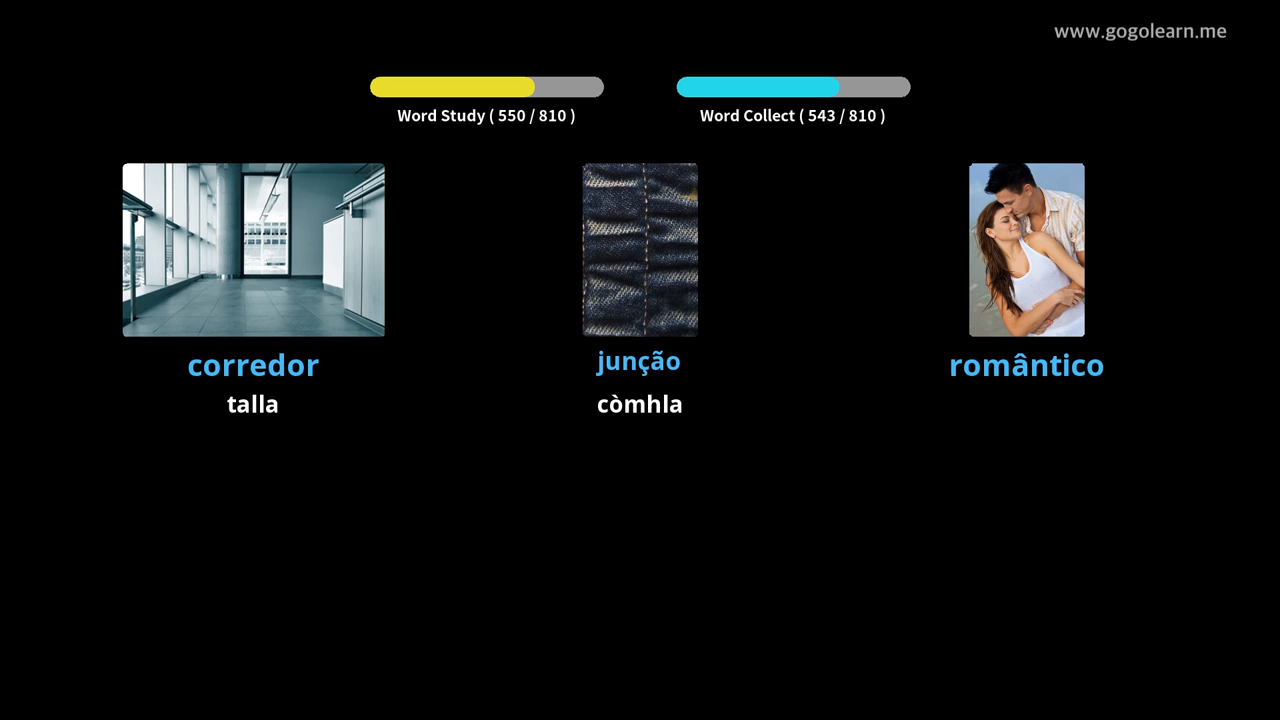 www.gogolearn.me
Word Study ( 550 / 810 )
Word Collect ( 543 / 810 )
corredor
talla
junção
còmhla
romântico